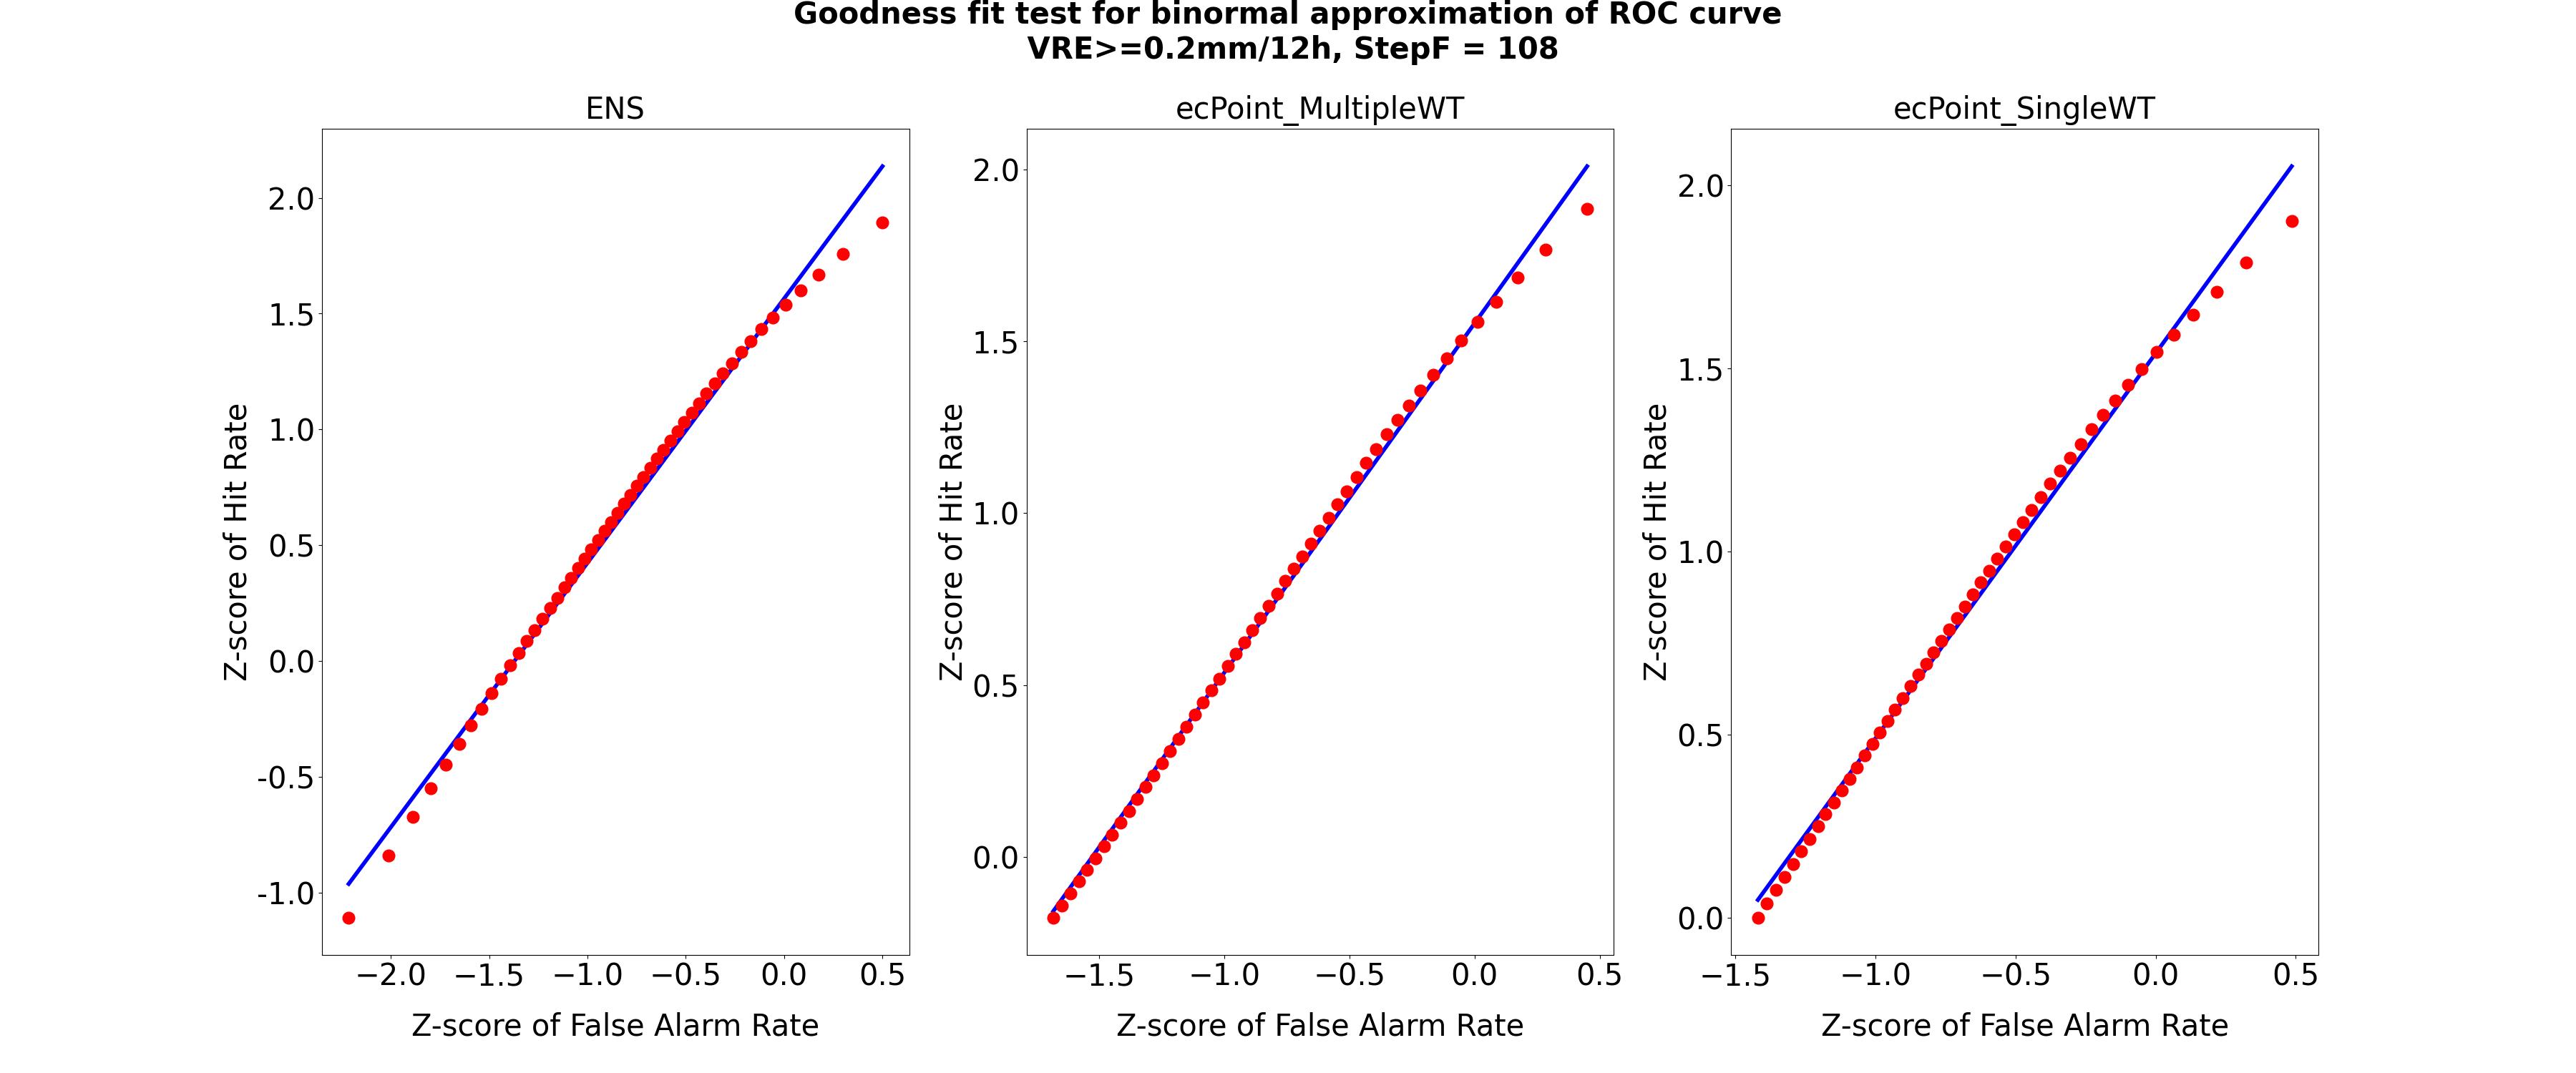 Goodness fit test for binormal approximation of ROC curve
VRE>=0.2mm/12h, StepF = 108
ENS
2.0
1.5
1.0
0.5
0.0
-0.5
-1.0
Z-score of Hit Rate
−2.0 −1.5 −1.0 −0.5 0.0 0.5
Z-score of False Alarm Rate
ecPoint_MultipleWT
2.0
1.5
1.0
0.5
0.0
Z-score of Hit Rate
−1.5 −1.0 −0.5 0.0 0.5
Z-score of False Alarm Rate
ecPoint_SingleWT
2.0
1.5
1.0
0.5
0.0
Z-score of Hit Rate
−1.5 −1.0 −0.5 0.0 0.5
Z-score of False Alarm Rate